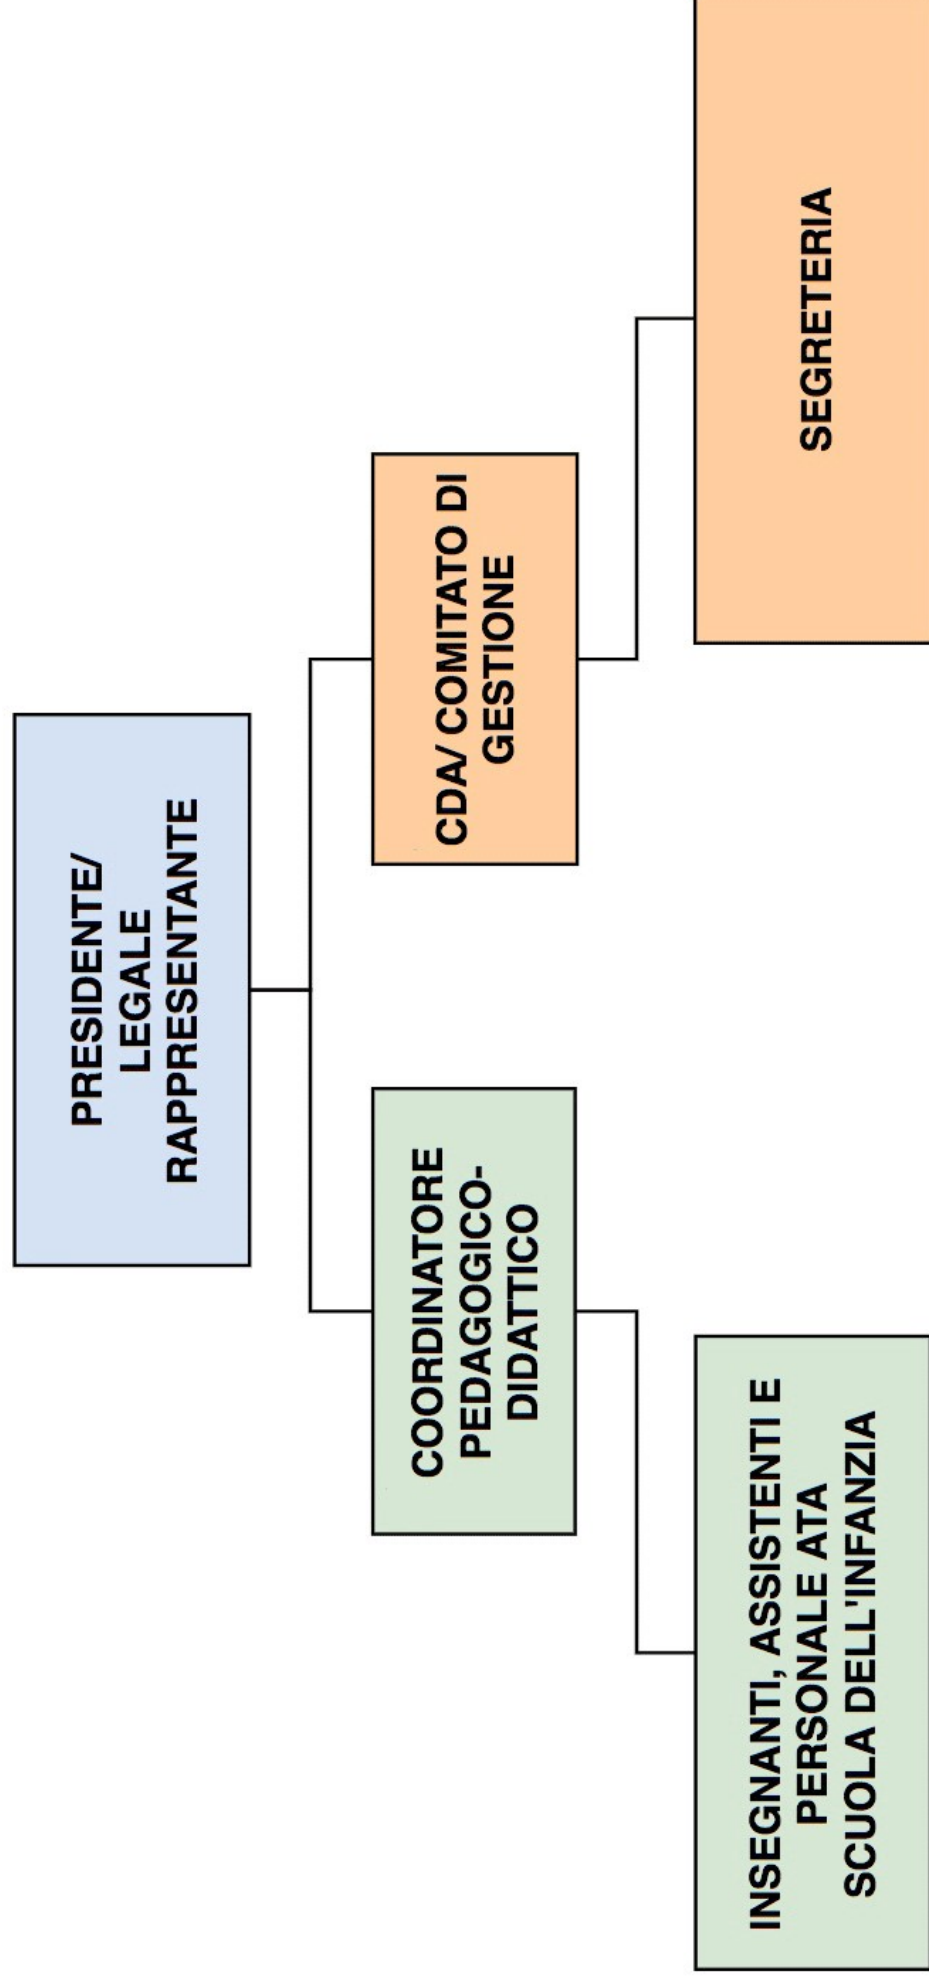 PRESIDENTE/
LEGALE
RAPPRESENTANTE
COORDINATORE
PEDAGOGICO-
DIDATTICO
CDA/ COMITATO DI
GESTIONE
INSEGNANTI, ASSISTENTI E
PERSONALE ATA
SCUOLA DELL'INFANZIA
SEGRETERIA